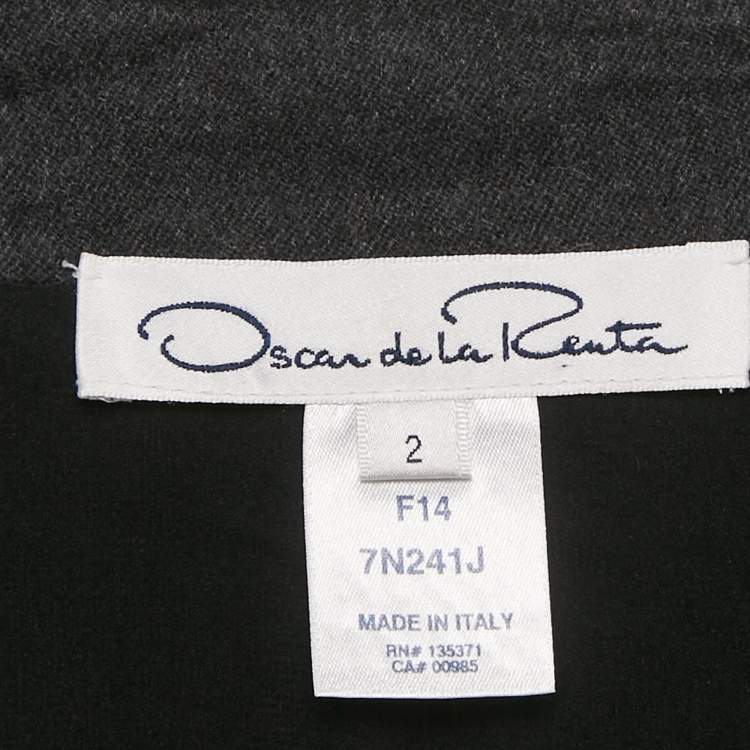 Oscar de la Renta
2
F14
7N241J
MADE IN ITALY
RN# 135371
CA# 00985